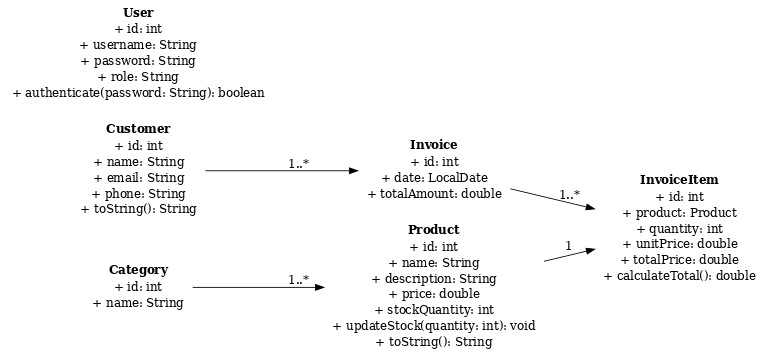 User
+ id: int
+ username: String
+ password: String
+ role: String
+ authenticate(password: String): boolean
Customer
+ id: int
+ name: String
+ email: String
+ phone: String
+ toString(): String
1..*
Invoice
+ id: int
+ date: LocalDate
+ totalAmount: double
1..*
InvoiceItem
+ id: int
+ product: Product
+ quantity: int
+ unitPrice: double
+ totalPrice: double
+ calculateTotal(): double
Category
+ id: int
+ name: String
1..*
Product
+ id: int
+ name: String
+ description: String
+ price: double
+ stockQuantity: int
+ updateStock(quantity: int): void
+ toString(): String
1